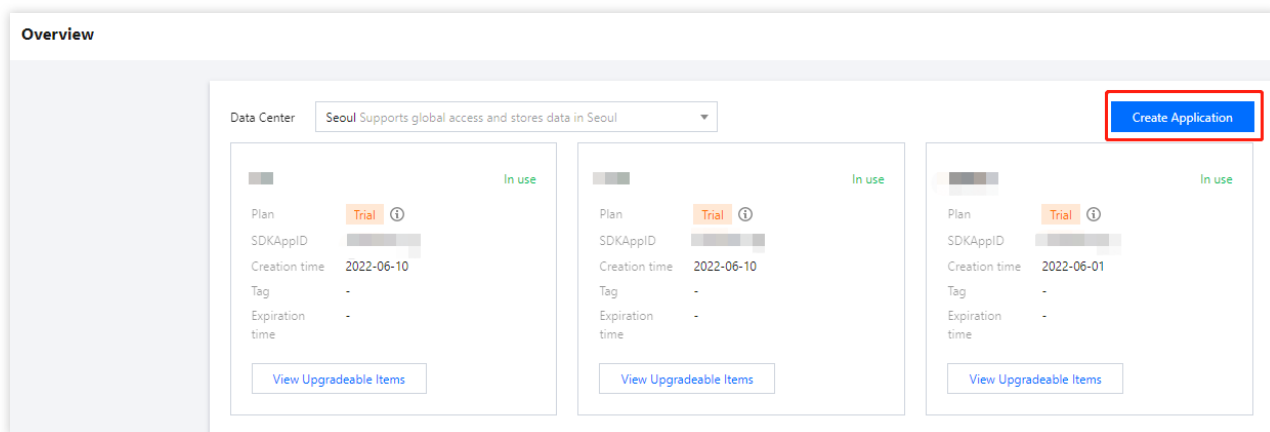 Overview
Data Center Seoul Supports global access and stores data in Seoul Create Application
In use In use In use
Plan Trial Plan Trial Plan Trial
SDKAppID SDKAppID SDKAppID
Creation time 2022-06-10 Creation time 2022-06-10 Creation time 2022-06-01
Tag - Tag - Tag -
Expiration - Expiration - Expiration -
time time time
View Upgradeable Items View Upgradeable Items View Upgradeable Items